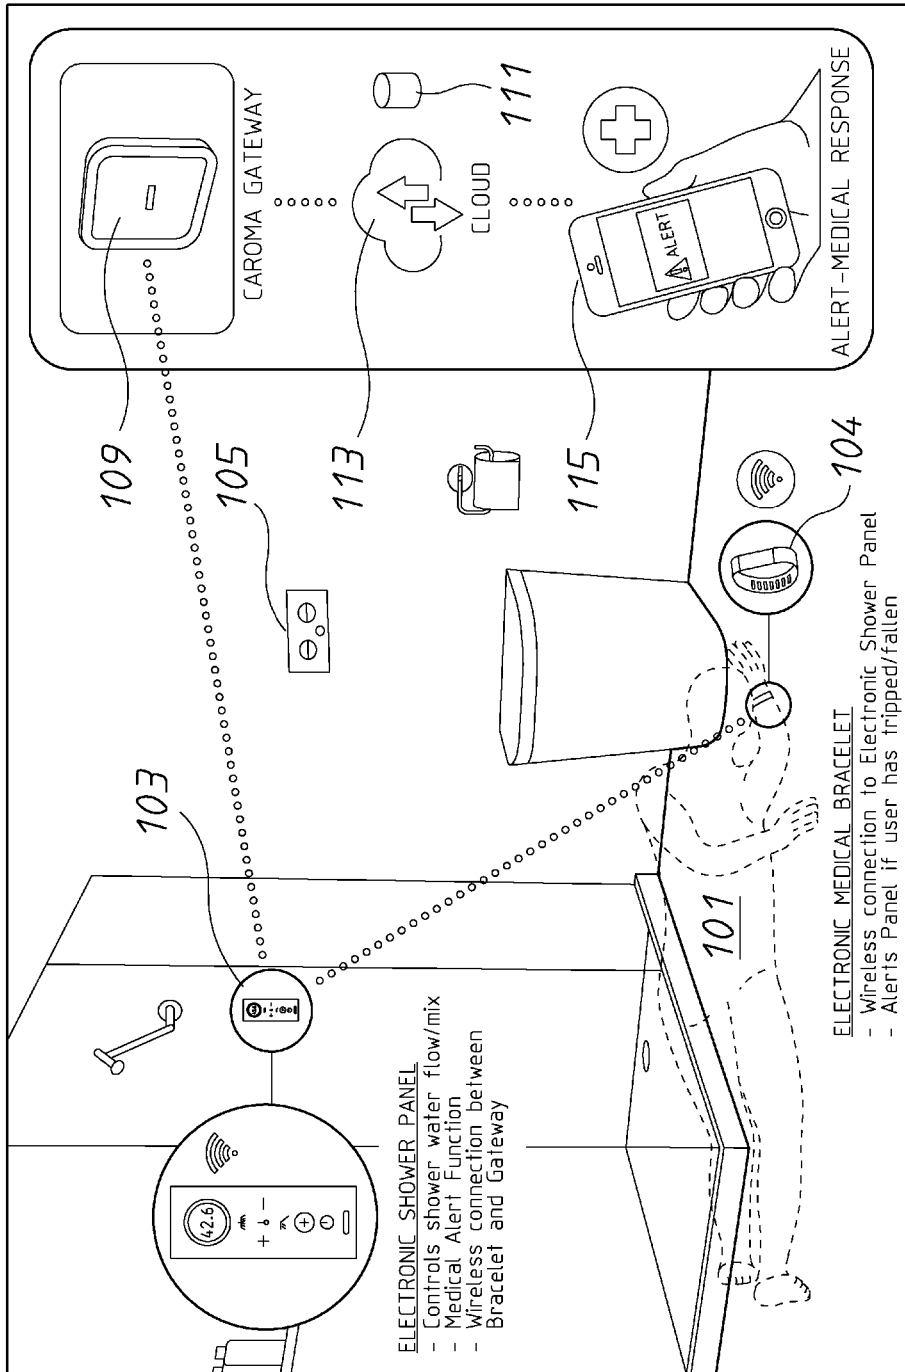 42.6
+ -
ELECTRONIC SHOWER PANEL
- Controls shower water flow/mix
- Medical Alert Function
- Wireless connection between
Bracelet and Gateway
103
105
109
CAROMA GATEWAY
113
CLOUD
111
115
ALERT
ALERT-MEDICAL RESPONSE
101
104
ELECTRONIC MEDICAL BRACELET
- Wireless connection to Electronic Shower Panel
- Alerts Panel if user has tripped/fallen